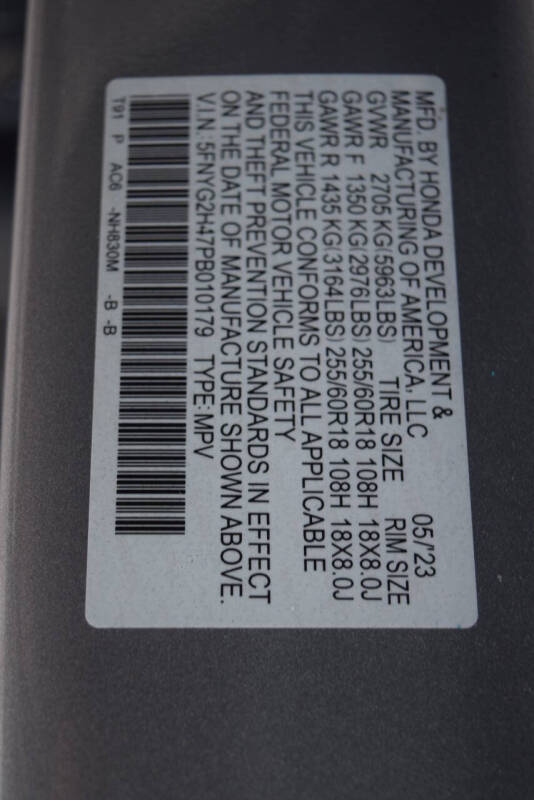 MFD. BY HONDA DEVELOPMENT &
MANUFACTURING OF AMERICA, LLC 05/'23
GVWR 2705 KG(5963LBS) TIRE SIZE RIM SIZE
GAWR F 1350 KG(2976LBS) 255/60R18 108H 18X8.0J
GAWR R 1435 KG(3164LBS) 255/60R18 108H 18X8.0J
THIS VEHICLE CONFORMS TO ALL APPLICABLE
FEDERAL MOTOR VEHICLE SAFETY
AND THEFT PREVENTION STANDARDS IN EFFECT
ON THE DATE OF MANUFACTURE SHOWN ABOVE.
V.I.N.: 5FNYG2H47PB010179 TYPE: MPV
T91 P AC6 -NH830M -B -B